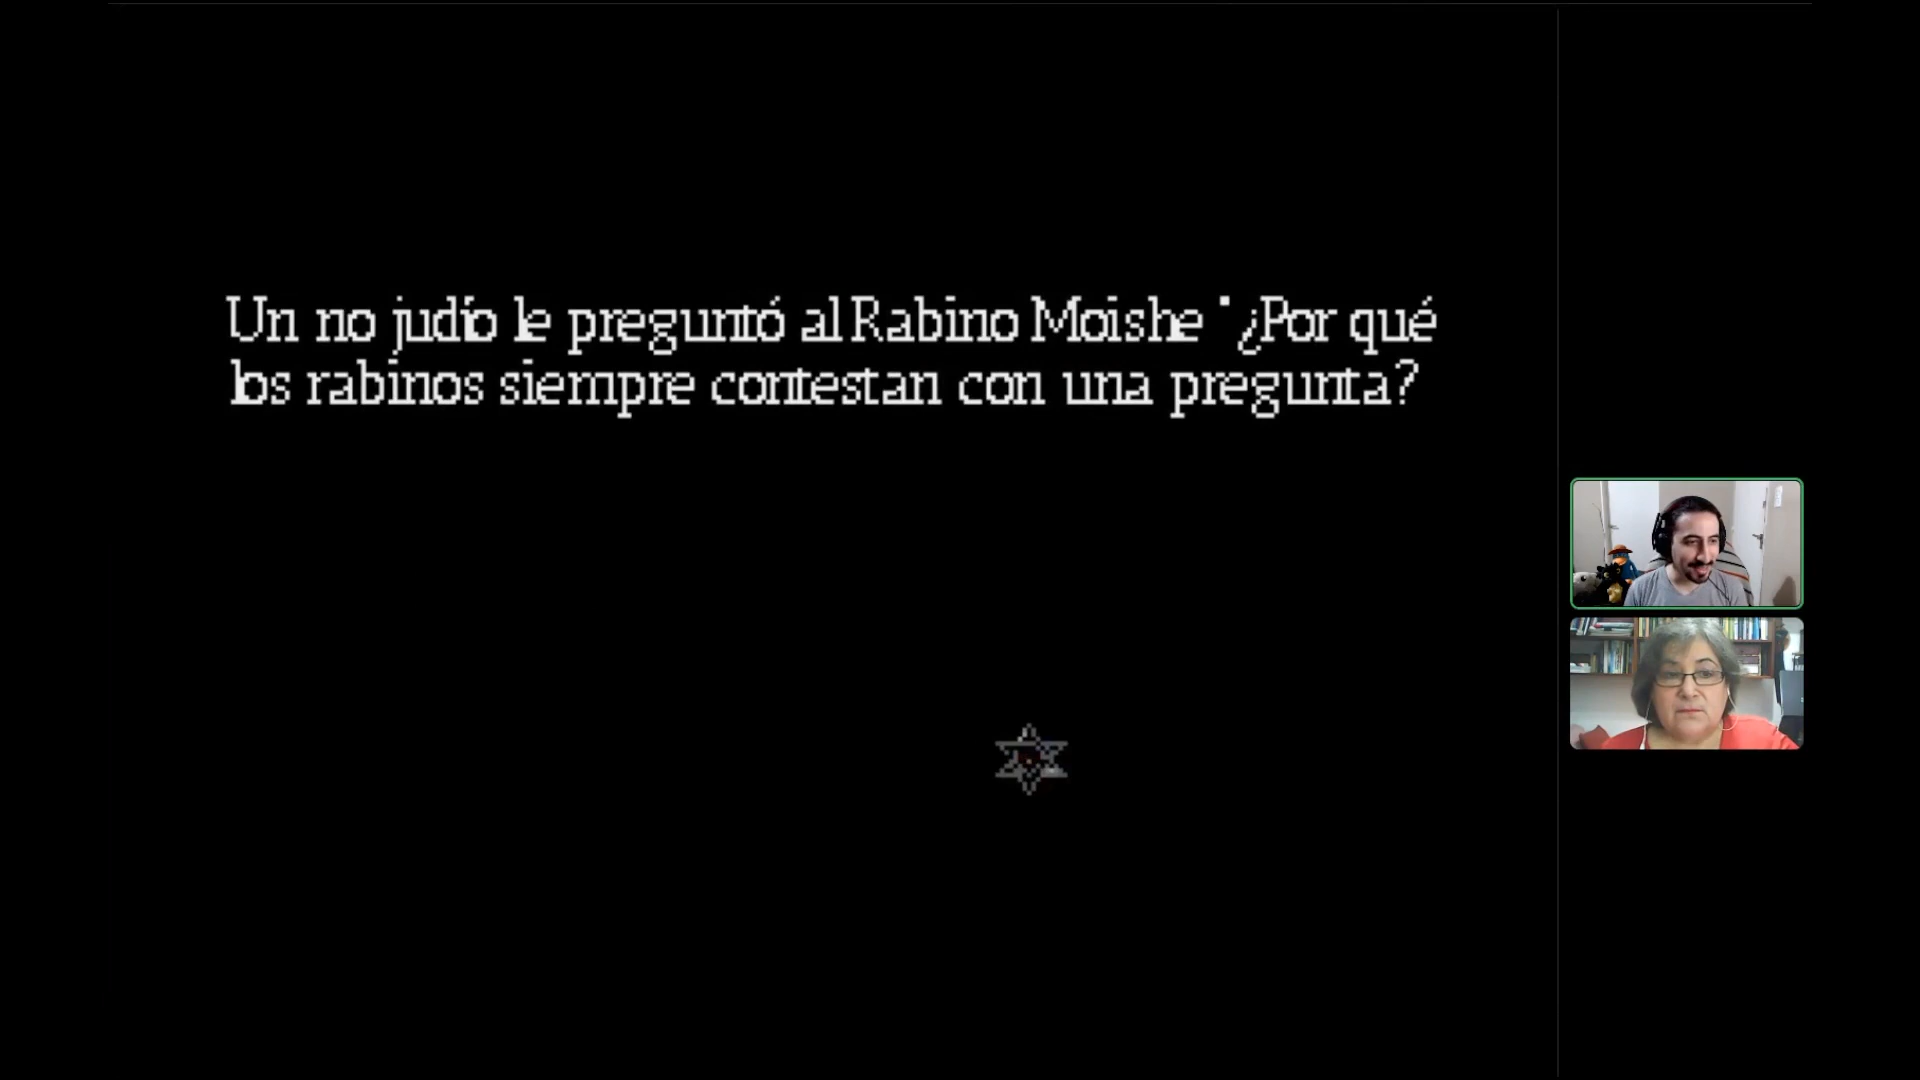 Un no judío le preguntó al Rabino Moishe "¿Por qué
los rabinos siempre contestan con una pregunta?